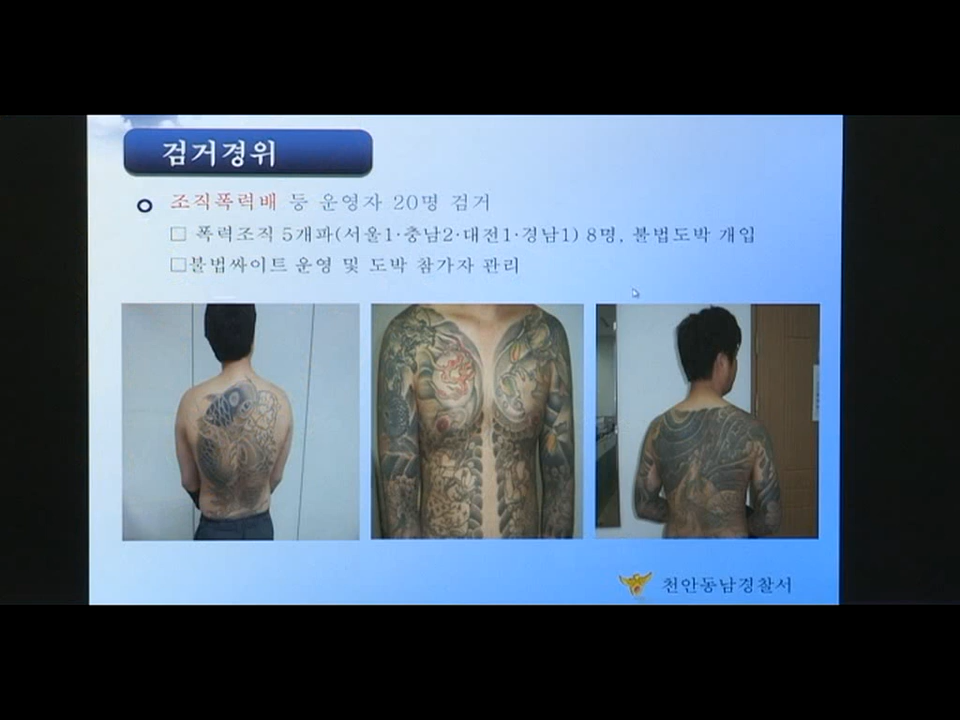 검거경위
조직폭력배 등 운영자 20명 검거
□ 폭력조직 5개파(서울1·충남2·대전1·경남1) 8명, 불법도박 개입
□불법싸이트 운영 및 도박 참가자 관리
천안동남경찰서